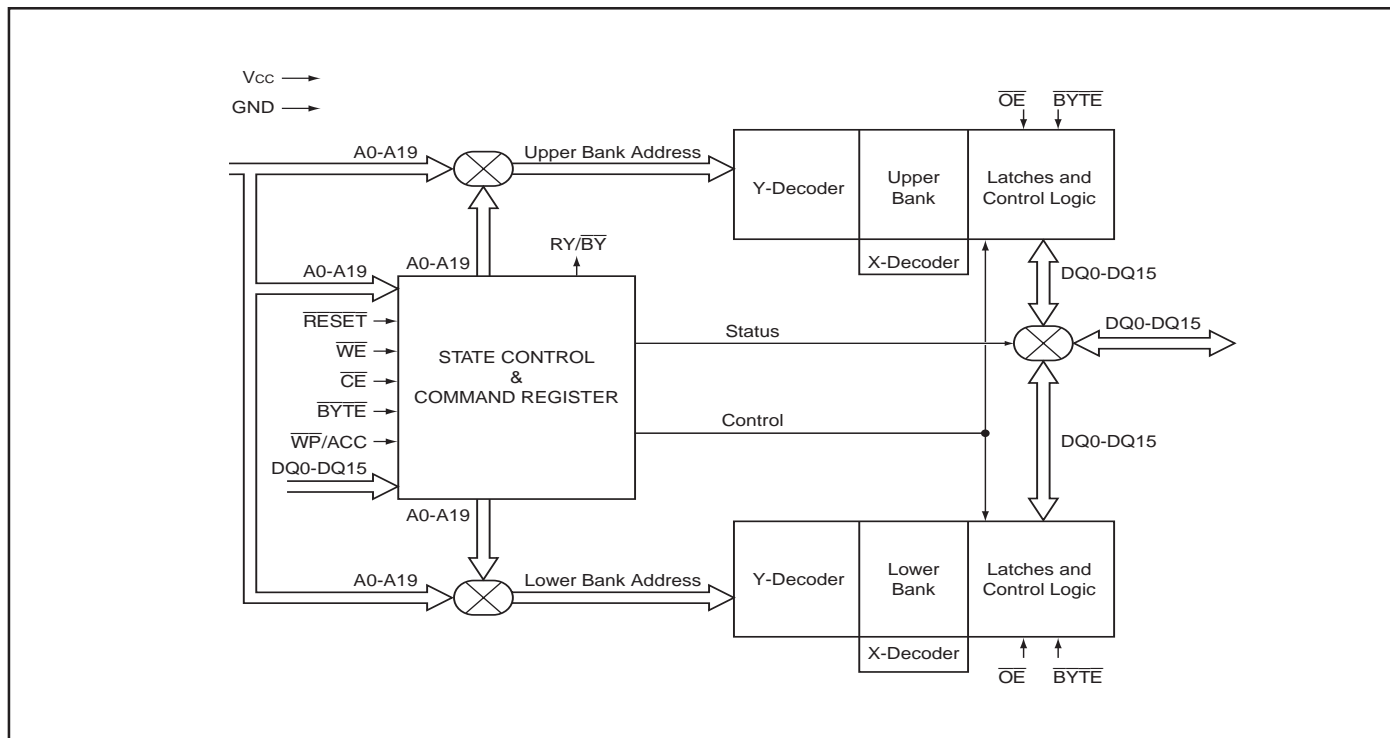 Vcc
GND
OE BYTE
A0-A19
Upper Bank Address
Y-Decoder
Upper
Bank
Latches and
Control Logic
X-Decoder
RY/BY
A0-A19
A0-A19
DQ0-DQ15
DQ0-DQ15
RESET
WE
CE
BYTE
WP/ACC
DQ0-DQ15
STATE CONTROL
&
COMMAND REGISTER
Status
Control
DQ0-DQ15
A0-A19
A0-A19
Lower Bank Address
Y-Decoder
Lower
Bank
Latches and
Control Logic
X-Decoder
OE BYTE